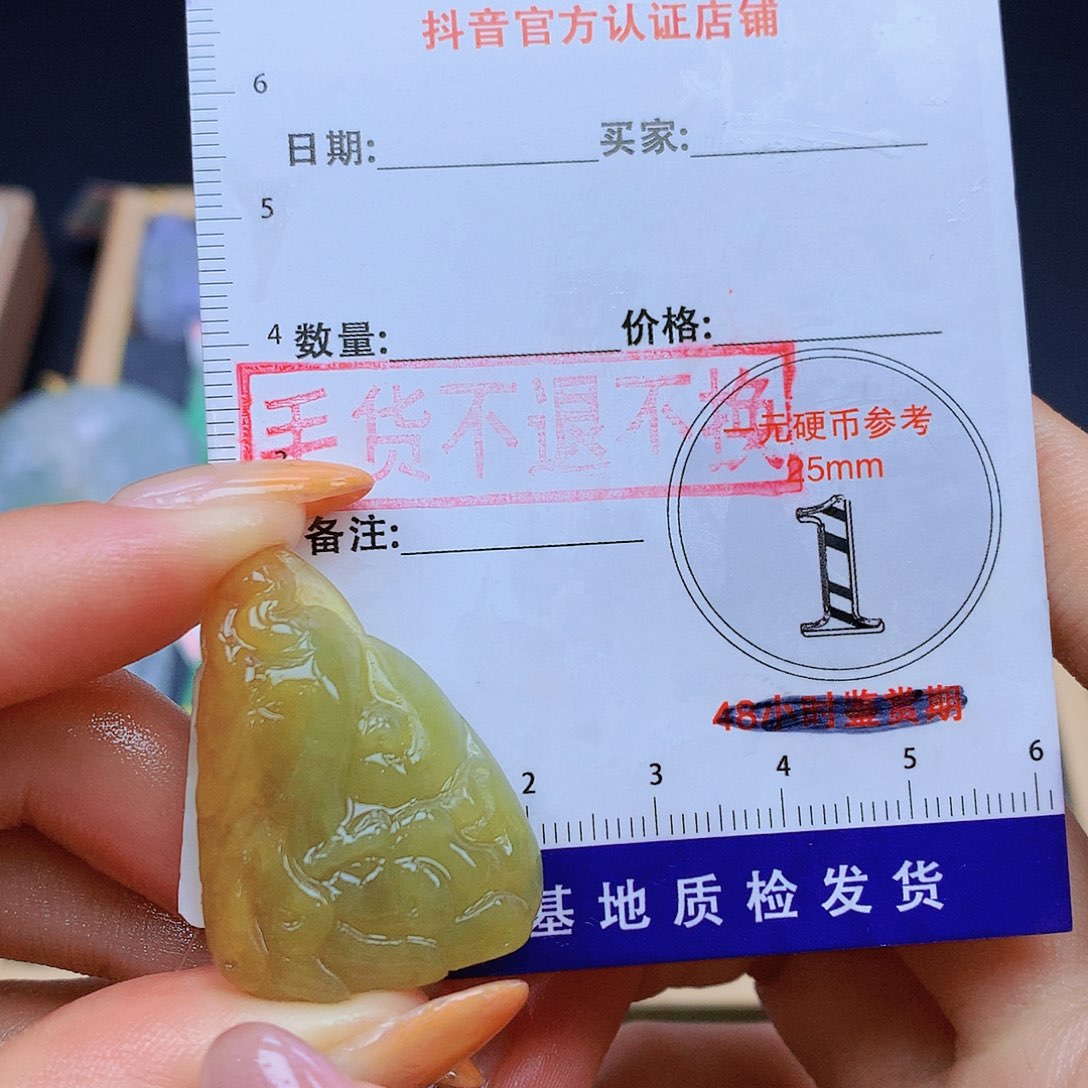 抖音官方认证店铺
6
日期: 买家:
5
4 数量: 价格:
毛货不退不换
一元硬币参考
25mm
备注:
1
48小时鉴赏期
2 3 4 5 6
基地质检发货